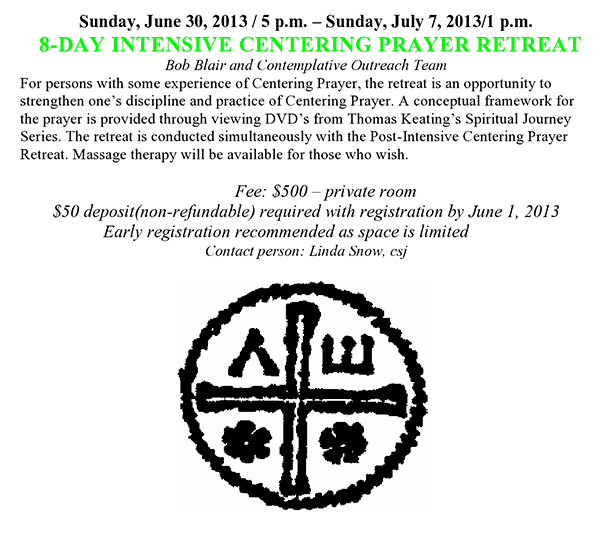 Sunday, June 30, 2013 / 5 p.m. – Sunday, July 7, 2013/1 p.m.
8-DAY INTENSIVE CENTERING PRAYER RETREAT
Bob Blair and Contemplative Outreach Team
For persons with some experience of Centering Prayer, the retreat is an opportunity to
strengthen one’s discipline and practice of Centering Prayer. A conceptual framework for
the prayer is provided through viewing DVD’s from Thomas Keating’s Spiritual Journey
Series. The retreat is conducted simultaneously with the Post-Intensive Centering Prayer
Retreat. Massage therapy will be available for those who wish.
Fee: $500 – private room
$50 deposit(non-refundable) required with registration by June 1, 2013
Early registration recommended as space is limited
Contact person: Linda Snow, csj